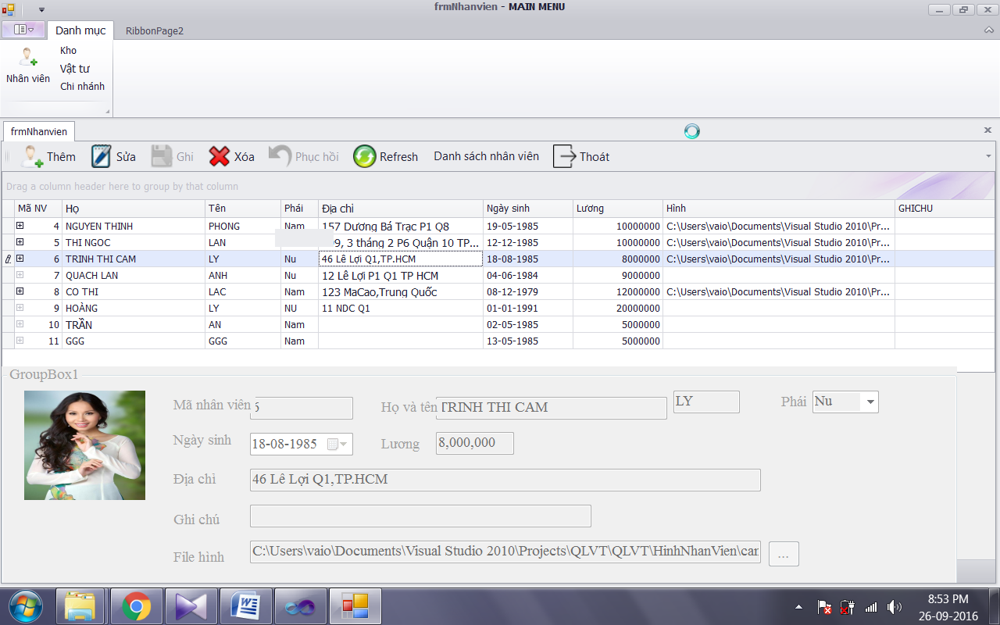 frmNhanvien - MAIN MENU
Danh mục RibbonPage2
Nhân viên
Kho
Vật tư
Chi nhánh
frmNhanvien
Thêm Sửa Ghi Xóa Phục hồi Refresh Danh sách nhân viên Thoát
Drag a column header here to group by that column
Mã NV Họ Tên Phái Địa chỉ Ngày sinh Lương Hình GHICHU
4 NGUYEN THINH PHONG Nam 157 Dương Bá Trạc P1 Q8 19-05-1985 10000000 C:\Users\vaio\Documents\Visual Studio 2010\Pr...
5 THI NGOC LAN 9, 3 tháng 2 P6 Quận 10 TP... 12-12-1985 10000000 C:\Users\vaio\Documents\Visual Studio 2010\Pr...
6 TRINH THI CAM LY Nu 46 Lê Lợi Q1,TP.HCM 18-08-1985 8000000 C:\Users\vaio\Documents\Visual Studio 2010\Pr...
7 QUACH LAN ANH Nu 12 Lê Lợi P1 Q1 TP HCM 04-06-1984 9000000
8 CO THI LAC Nam 123 MaCao,Trung Quốc 08-12-1979 12000000 C:\Users\vaio\Documents\Visual Studio 2010\Pr...
9 HOÀNG LY NU 11 NDC Q1 01-01-1991 20000000
10 TRẦN AN Nam 02-05-1985 5000000
11 GGG GGG Nam 13-05-1985 5000000
GroupBox1
Mã nhân viên 6 Họ và tên TRINH THI CAM LY Phái Nu
Ngày sinh 18-08-1985 Lương 8,000,000
Địa chỉ 46 Lê Lợi Q1,TP.HCM
Ghi chú
File hình C:\Users\vaio\Documents\Visual Studio 2010\Projects\QLVT\QLVT\HinhNhanVien\car ...
8:53 PM
26-09-2016